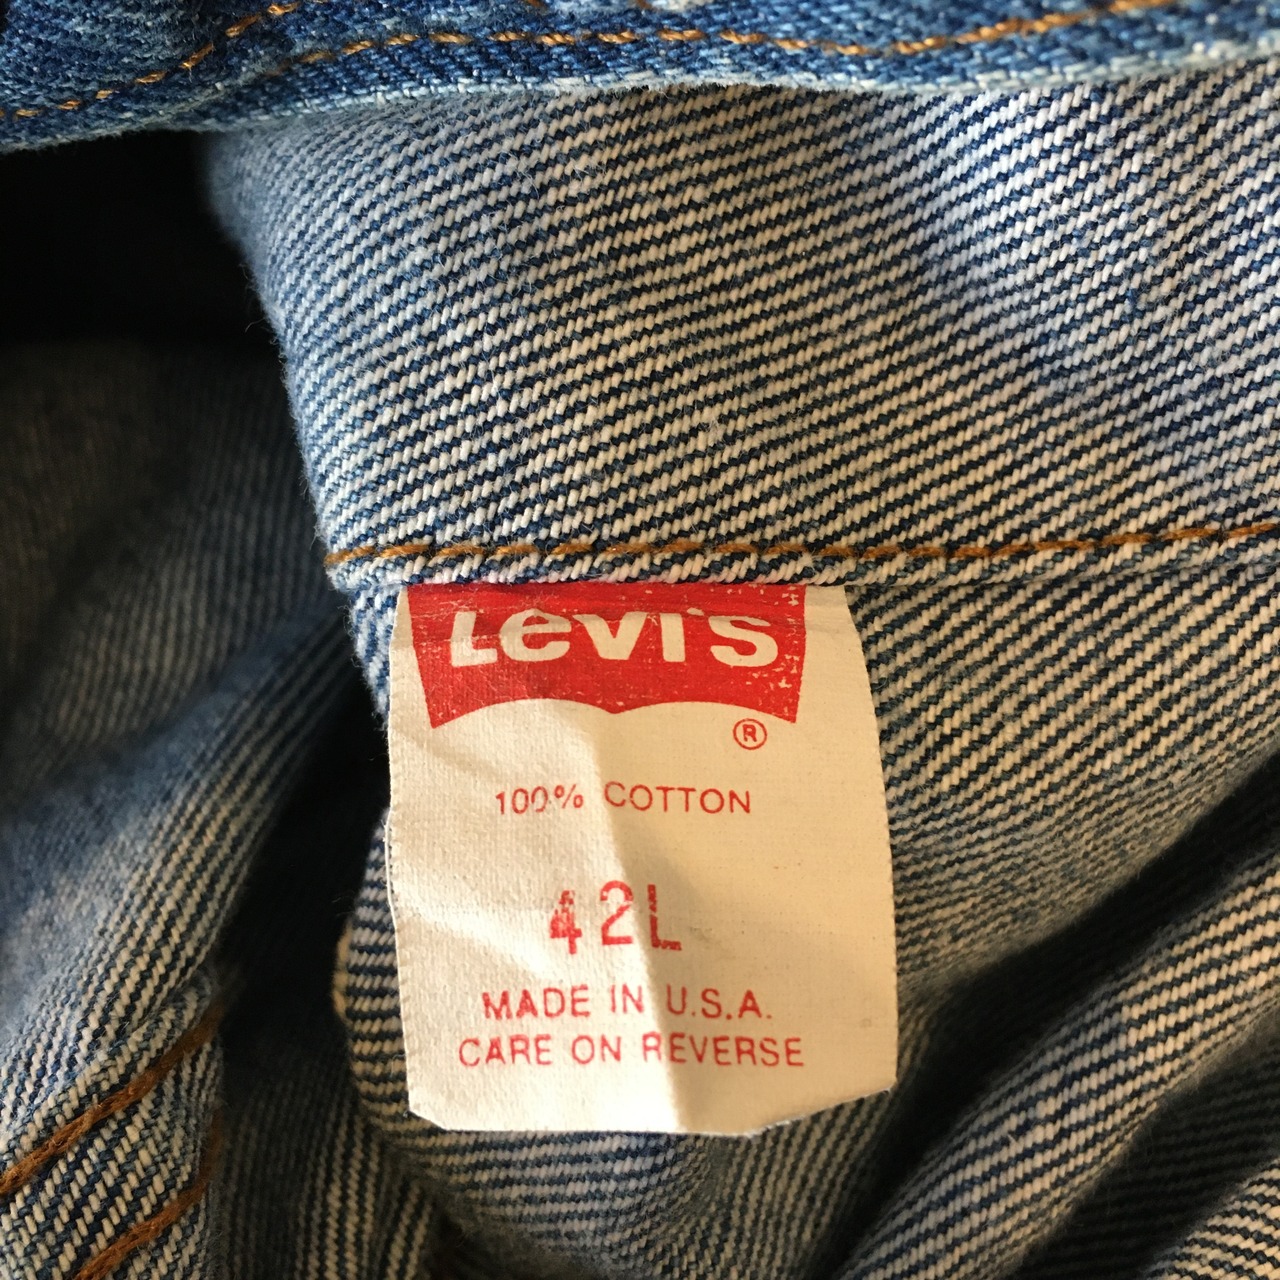 Levi's
®
100% COTTON
42L
MADE IN U.S.A.
CARE ON REVERSE